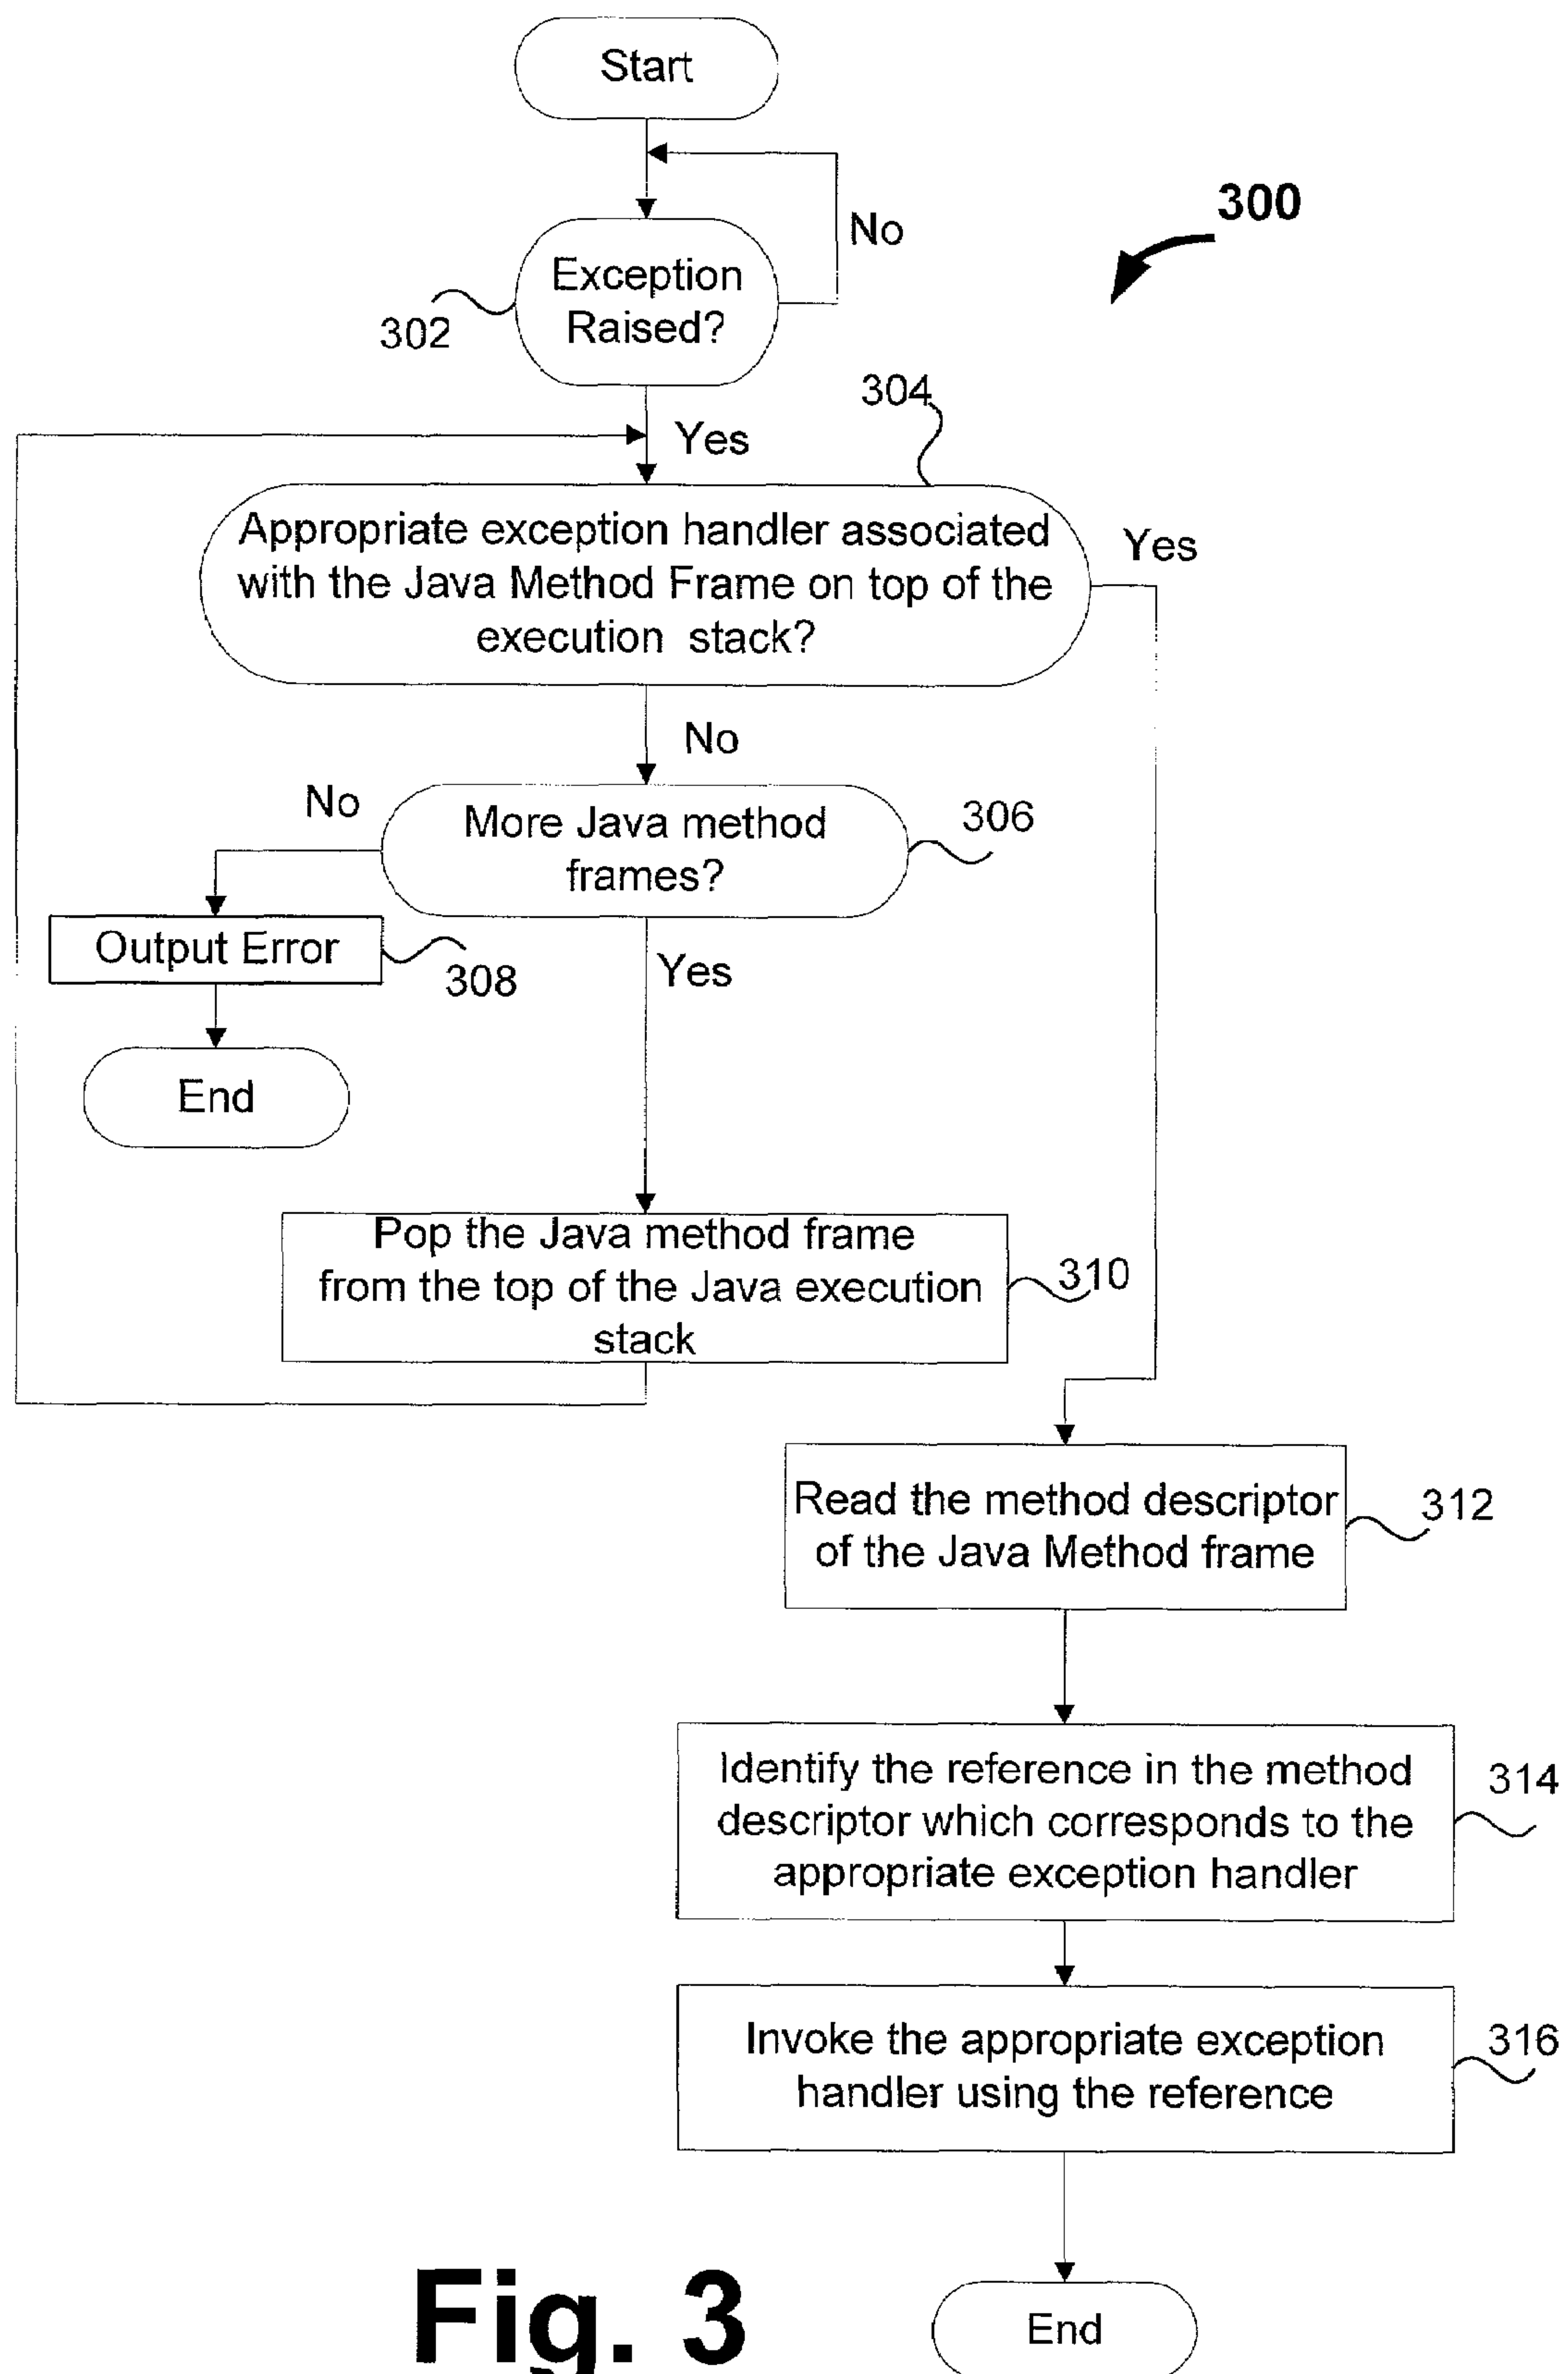 Start
300
No
Exception
Raised?
302
304
Yes
Appropriate exception handler associated
with the Java Method Frame on top of the
execution stack?
Yes
No
No
More Java method
frames?
306
Output Error
308
Yes
End
Pop the Java method frame
from the top of the Java execution
stack
310
Read the method descriptor
of the Java Method frame
312
Identify the reference in the method
descriptor which corresponds to the
appropriate exception handler
314
Invoke the appropriate exception
handler using the reference
316
End
Fig. 3